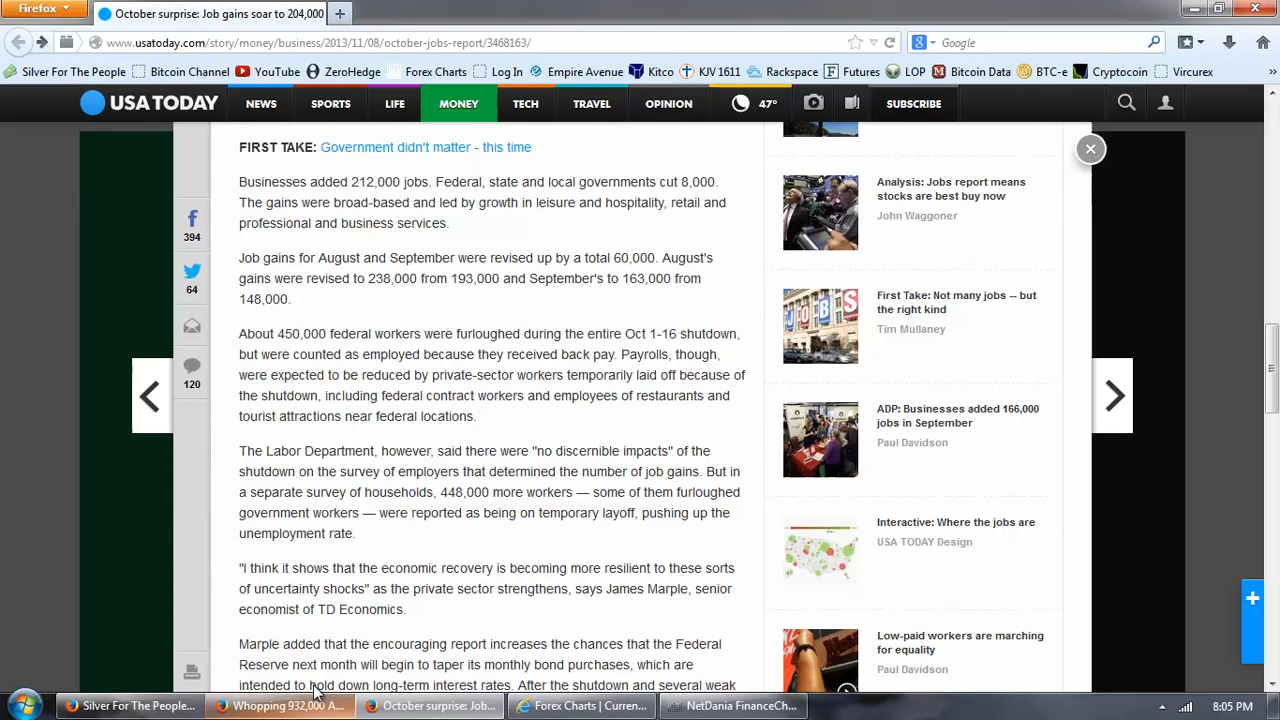 Firefox
October surprise: Job gains soar to 204,000
www.usatoday.com/story/money/business/2013/11/08/october-jobs-report/3468163/
Google
Silver For The People Bitcoin Channel YouTube ZeroHedge Forex Charts Log In Empire Avenue Kitco KJV 1611 Rackspace Futures LOP Bitcoin Data BTC-e Cryptocoin Vircurex
USA TODAY NEWS SPORTS LIFE MONEY TECH TRAVEL OPINION 47° SUBSCRIBE
FIRST TAKE: Government didn't matter - this time
Businesses added 212,000 jobs. Federal, state and local governments cut 8,000.
The gains were broad-based and led by growth in leisure and hospitality, retail and
professional and business services.
Job gains for August and September were revised up by a total 60,000. August's
gains were revised to 238,000 from 193,000 and September's to 163,000 from
148,000.
About 450,000 federal workers were furloughed during the entire Oct 1-16 shutdown,
but were counted as employed because they received back pay. Payrolls, though,
were expected to be reduced by private-sector workers temporarily laid off because of
the shutdown, including federal contract workers and employees of restaurants and
tourist attractions near federal locations.
The Labor Department, however, said there were "no discernible impacts" of the
shutdown on the survey of employers that determined the number of job gains. But in
a separate survey of households, 448,000 more workers — some of them furloughed
government workers — were reported as being on temporary layoff, pushing up the
unemployment rate.
"I think it shows that the economic recovery is becoming more resilient to these sorts
of uncertainty shocks" as the private sector strengthens, says James Marple, senior
economist of TD Economics.
Marple added that the encouraging report increases the chances that the Federal
Reserve next month will begin to taper its monthly bond purchases, which are
intended to hold down long-term interest rates. After the shutdown and several weak
394
64
120
Analysis: Jobs report means
stocks are best buy now
John Waggoner
JOBS
First Take: Not many jobs -- but
the right kind
Tim Mullaney
ADP: Businesses added 166,000
jobs in September
Paul Davidson
Interactive: Where the jobs are
USA TODAY Design
Low-paid workers are marching
for equality
Paul Davidson
Silver For The People... Whopping 932,000 A... October surprise: Job... Forex Charts | Curren... NetDania FinanceCh... 8:05 PM